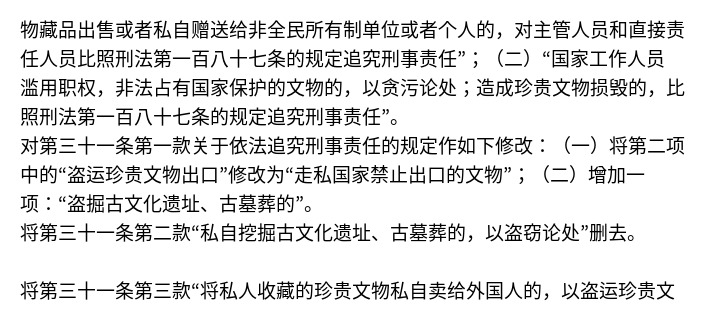 物藏品出售或者私自赠送给非全民所有制单位或者个人的，对主管人员和直接责
任人员比照刑法第一百八十七条的规定追究刑事责任”；（二）“国家工作人员
滥用职权，非法占有国家保护的文物的，以贪污论处；造成珍贵文物损毁的，比
照刑法第一百八十七条的规定追究刑事责任”。
对第三十一条第一款关于依法追究刑事责任的规定作如下修改：（一）将第二项
中的“盗运珍贵文物出口”修改为“走私国家禁止出口的文物”；（二）增加一
项：“盗掘古文化遗址、古墓葬的”。
将第三十一条第二款“私自挖掘古文化遗址、古墓葬的，以盗窃论处”删去。
将第三十一条第三款“将私人收藏的珍贵文物私自卖给外国人的，以盗运珍贵文